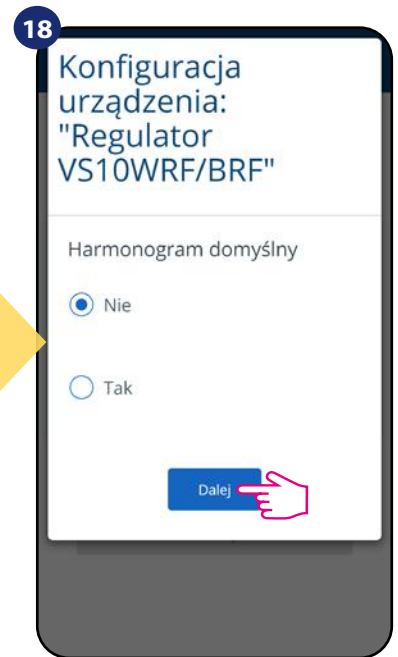 18
Konfiguracja
urządzenia:
"Regulator
VS10WRF/BRF"
Harmonogram domyślny
Nie
Tak
Dalej